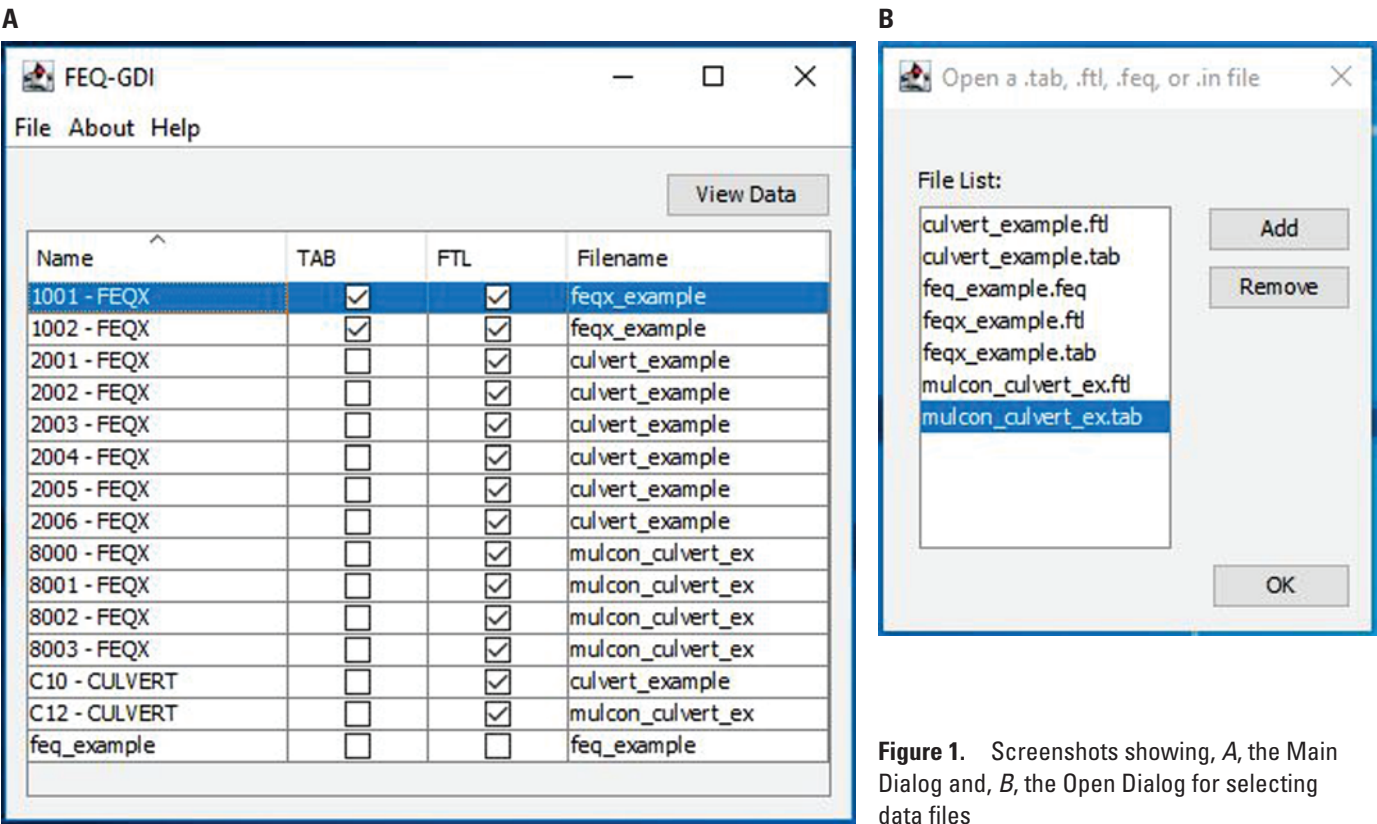 A
FEQ-GDI
File About Help
View Data
Name TAB FTL Filename
1001 - FEQX feqx_example
1002 - FEQX feqx_example
2001 - FEQX culvert_example
2002 - FEQX culvert_example
2003 - FEQX culvert_example
2004 - FEQX culvert_example
2005 - FEQX culvert_example
2006 - FEQX culvert_example
8000 - FEQX mulcon_culvert_ex
8001 - FEQX mulcon_culvert_ex
8002 - FEQX mulcon_culvert_ex
8003 - FEQX mulcon_culvert_ex
C10 - CULVERT culvert_example
C12 - CULVERT mulcon_culvert_ex
feq_example feq_example
B
Open a .tab, .ftl, .feq, or .in file
File List:
culvert_example.ftl
culvert_example.tab
feq_example.feq
feqx_example.ftl
feqx_example.tab
mulcon_culvert_ex.ftl
mulcon_culvert_ex.tab
Add
Remove
OK
Figure 1. Screenshots showing, A, the Main
Dialog and, B, the Open Dialog for selecting
data files